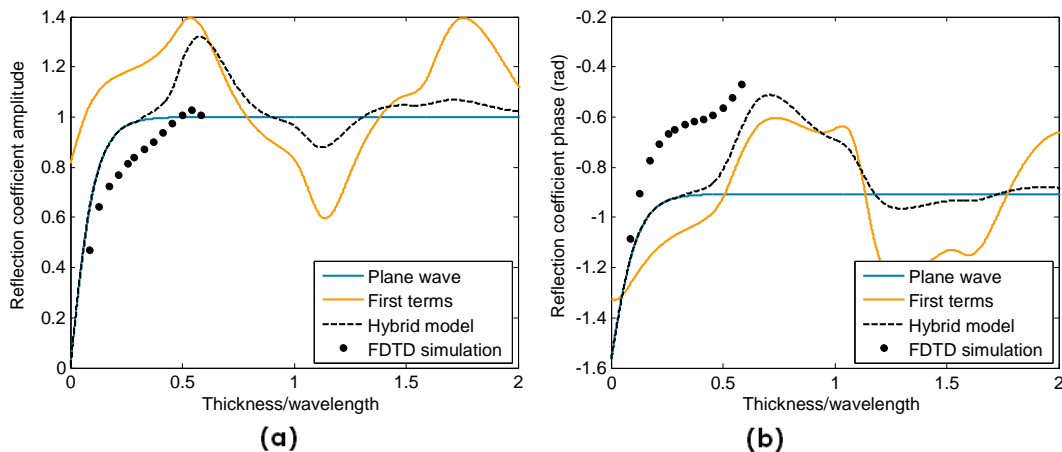 Reflection coefficient amplitude
1.4
1.2
1
0.8
0.6
0.4
0.2
0
0
0.5
1
1.5
2
Thickness/wavelength
Plane wave
First terms
Hybrid model
FDTD simulation
(a)
Reflection coefficient phase (rad)
-0.2
-0.4
-0.6
-0.8
-1
-1.2
-1.4
-1.6
0
0.5
1
1.5
2
Thickness/wavelength
Plane wave
First terms
Hybrid model
FDTD simulation
(b)